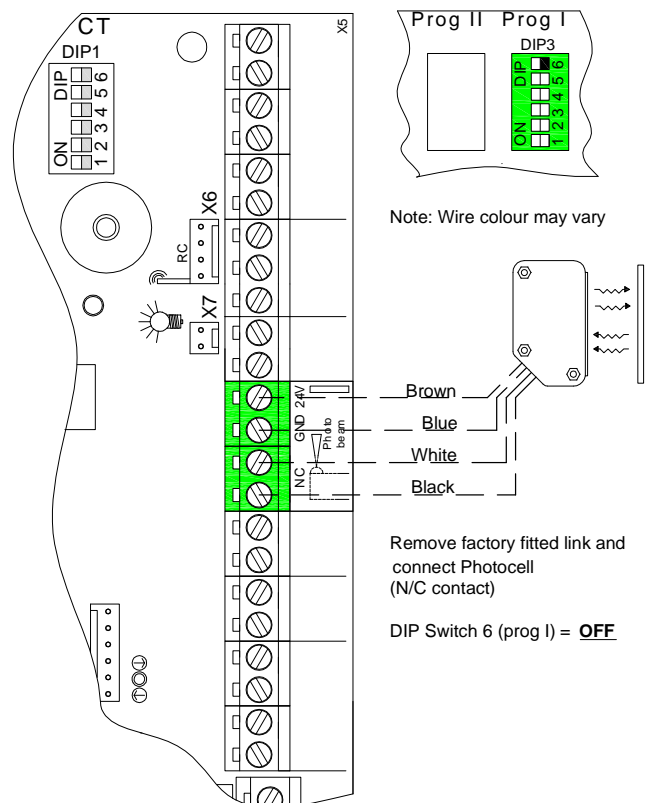 CT
DIP1
DIP
ON
1 2 3 4 5 6
X5
X6
RC
X7
24V
GND
NC
Photo
beam
Prog II Prog I
DIP3
DIP
ON
1 2 3 4 5 6
Note: Wire colour may vary
Brown
Blue
White
Black
Remove factory fitted link and
connect Photocell
(N/C contact)
DIP Switch 6 (prog I) = OFF